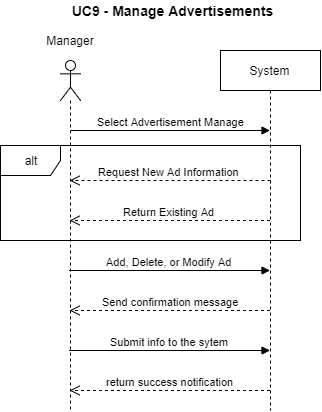 UC9 - Manage Advertisements
Manager
System
Select Advertisement Manage
alt
Request New Ad Information
Return Existing Ad
Add, Delete, or Modify Ad
Send confirmation message
Submit info to the sytem
return success notification